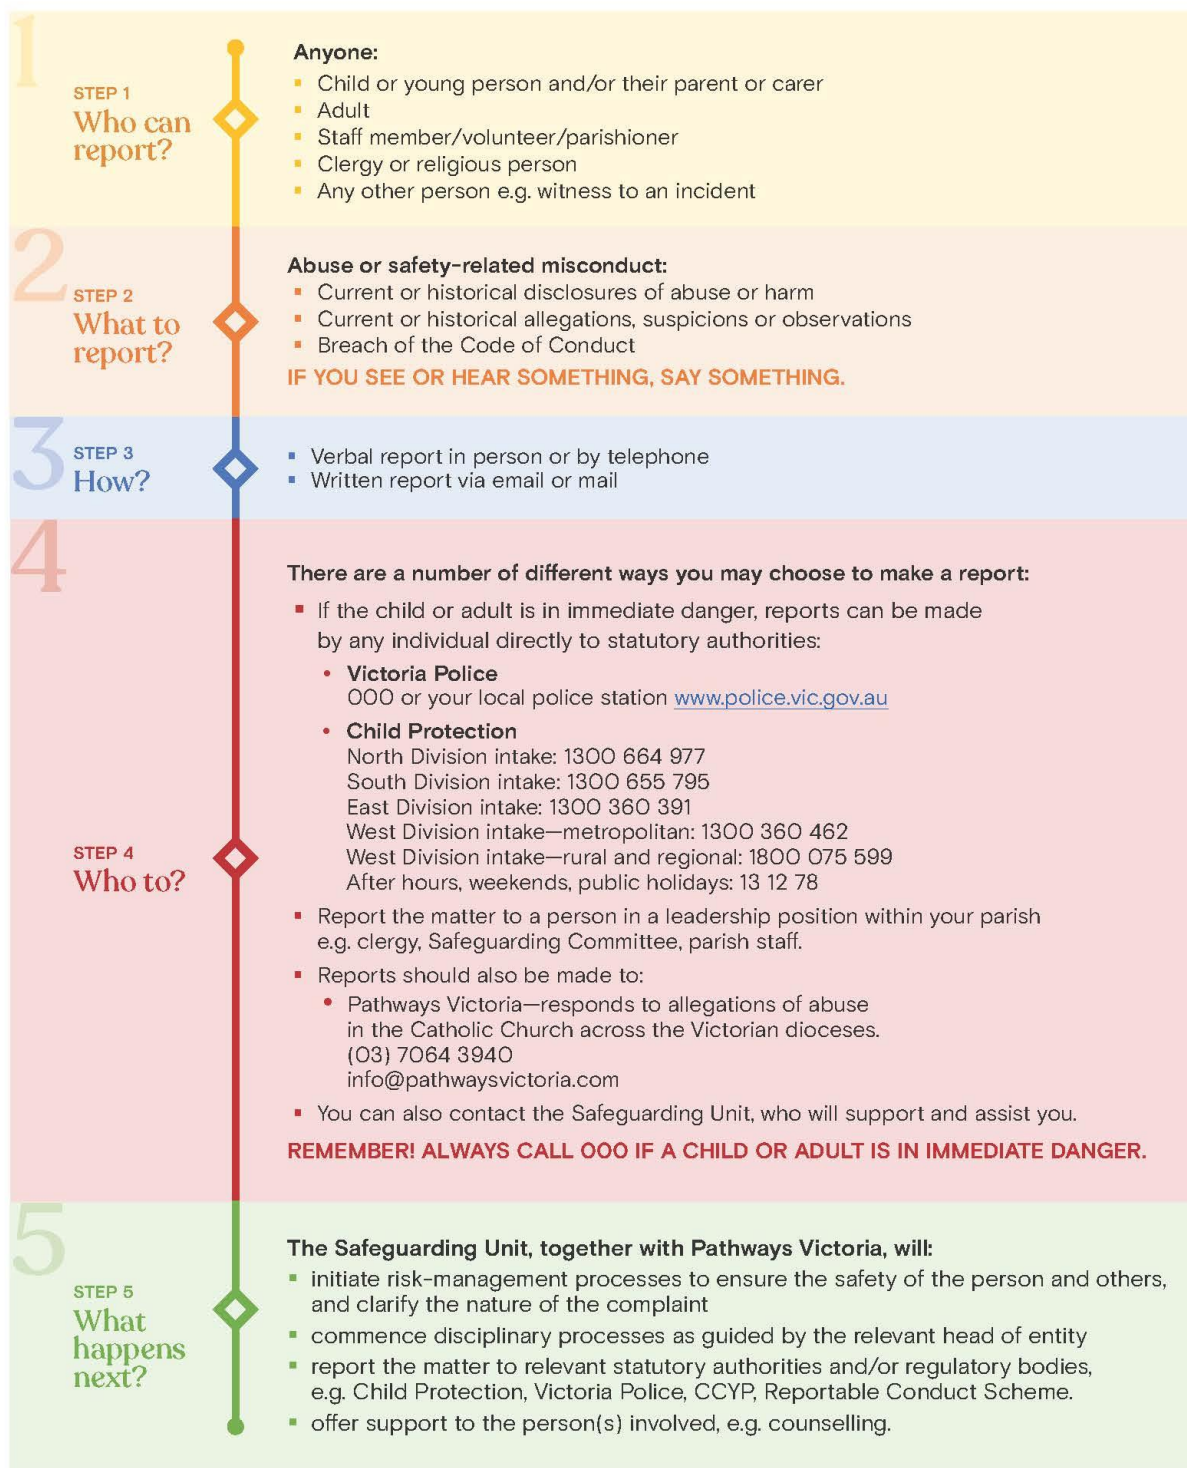 1
STEP 1
Who can
report?
Anyone:
▪ Child or young person and/or their parent or carer
▪ Adult
▪ Staff member/volunteer/parishioner
▪ Clergy or religious person
▪ Any other person e.g. witness to an incident
2
STEP 2
What to
report?
Abuse or safety-related misconduct:
▪ Current or historical disclosures of abuse or harm
▪ Current or historical allegations, suspicions or observations
▪ Breach of the Code of Conduct
IF YOU SEE OR HEAR SOMETHING, SAY SOMETHING.
3
STEP 3
How?
▪ Verbal report in person or by telephone
▪ Written report via email or mail
4
STEP 4
Who to?
There are a number of different ways you may choose to make a report:
▪ If the child or adult is in immediate danger, reports can be made
by any individual directly to statutory authorities:
• Victoria Police
000 or your local police station www.police.vic.gov.au
• Child Protection
North Division intake: 1300 664 977
South Division intake: 1300 655 795
East Division intake: 1300 360 391
West Division intake—metropolitan: 1300 360 462
West Division intake—rural and regional: 1800 075 599
After hours, weekends, public holidays: 13 12 78
▪ Report the matter to a person in a leadership position within your parish
e.g. clergy, Safeguarding Committee, parish staff.
▪ Reports should also be made to:
• Pathways Victoria—responds to allegations of abuse
in the Catholic Church across the Victorian dioceses.
(03) 7064 3940
info@pathwaysvictoria.com
▪ You can also contact the Safeguarding Unit, who will support and assist you.
REMEMBER! ALWAYS CALL 000 IF A CHILD OR ADULT IS IN IMMEDIATE DANGER.
5
STEP 5
What
happens
next?
The Safeguarding Unit, together with Pathways Victoria, will:
▪ initiate risk-management processes to ensure the safety of the person and others,
and clarify the nature of the complaint
▪ commence disciplinary processes as guided by the relevant head of entity
▪ report the matter to relevant statutory authorities and/or regulatory bodies,
e.g. Child Protection, Victoria Police, CCYP, Reportable Conduct Scheme.
▪ offer support to the person(s) involved, e.g. counselling.